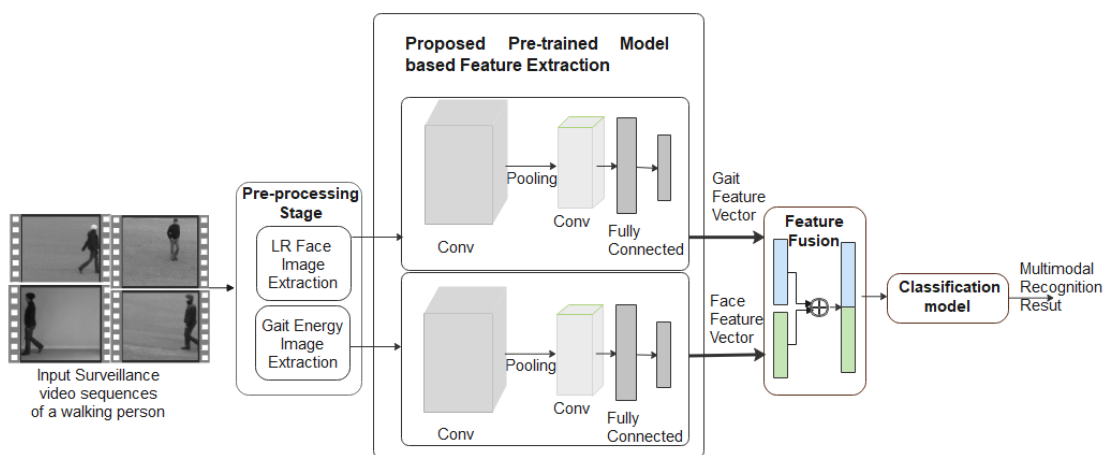 Input Surveillance
video sequences
of a walking person
Pre-processing
Stage
LR Face
Image
Extraction
Gait Energy
Image
Extraction
Proposed Pre-trained Model
based Feature Extraction
Conv
Pooling
Conv
Fully
Connected
Conv
Pooling
Conv
Fully
Connected
Gait
Feature
Vector
Face
Feature
Vector
Feature
Fusion
Classification
model
Multimodal
Recognition
Resut